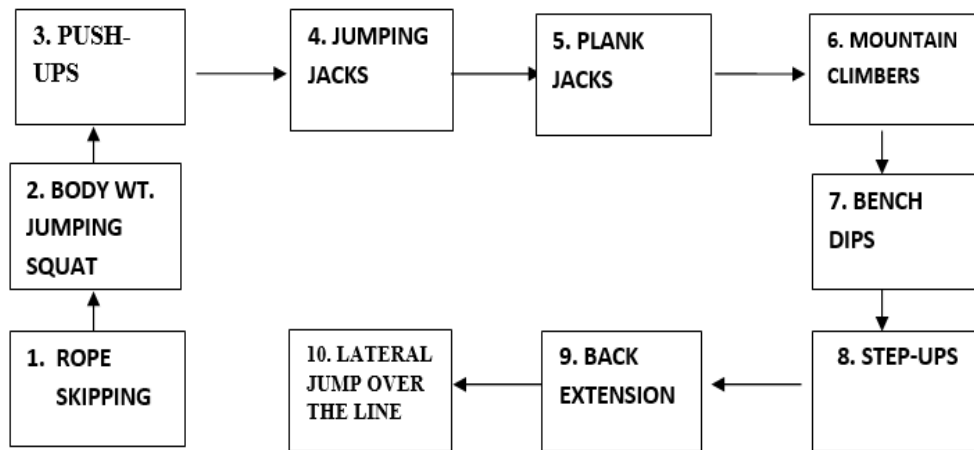 3. PUSH-
UPS
4. JUMPING
JACKS
5. PLANK
JACKS
6. MOUNTAIN
CLIMBERS
2. BODY WT.
JUMPING
SQUAT
7. BENCH
DIPS
1. ROPE
SKIPPING
10. LATERAL
JUMP OVER
THE LINE
9. BACK
EXTENSION
8. STEP-UPS